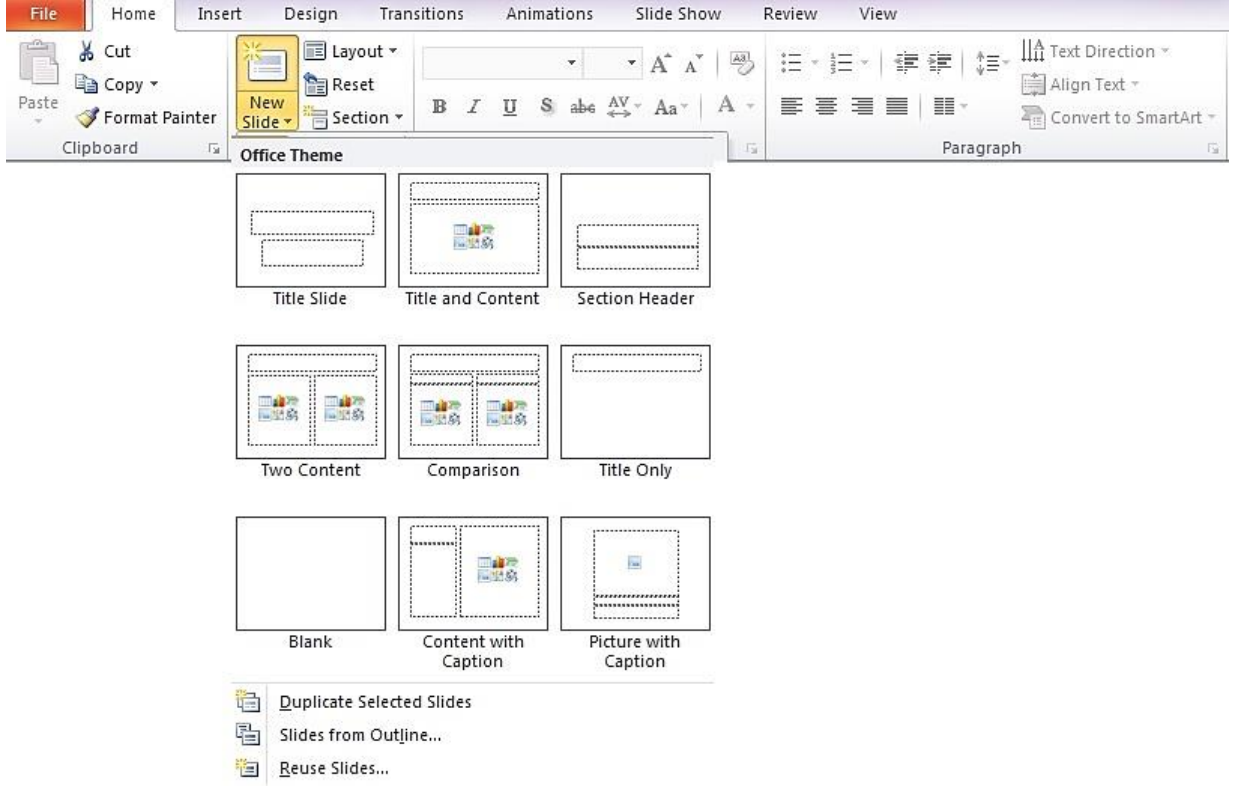 File Home Insert Design Transitions Animations Slide Show Review View
Cut
Copy
Format Painter
Paste
Clipboard
New
Slide
Layout
Reset
Section
B I U S abc AV Aa A
A A Aa
Text Direction
Align Text
Convert to SmartArt
Paragraph
Office Theme
Title Slide Title and Content Section Header
Two Content Comparison Title Only
Blank Content with Picture with
Caption Caption
Duplicate Selected Slides
Slides from Outline...
Reuse Slides...